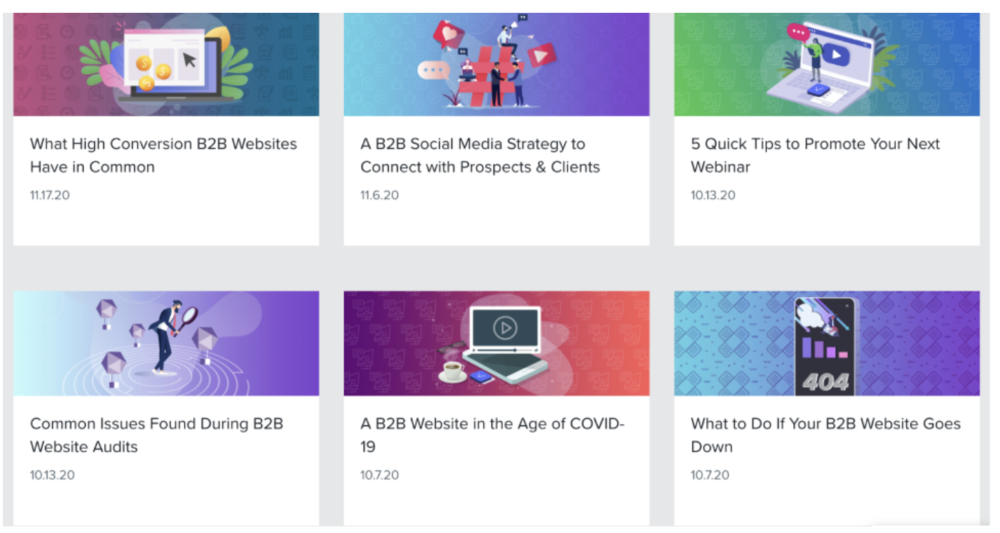 What High Conversion B2B Websites
Have in Common
11.17.20
A B2B Social Media Strategy to
Connect with Prospects & Clients
11.6.20
5 Quick Tips to Promote Your Next
Webinar
10.13.20
Common Issues Found During B2B
Website Audits
10.13.20
A B2B Website in the Age of COVID-
19
10.7.20
404
What to Do If Your B2B Website Goes
Down
10.7.20